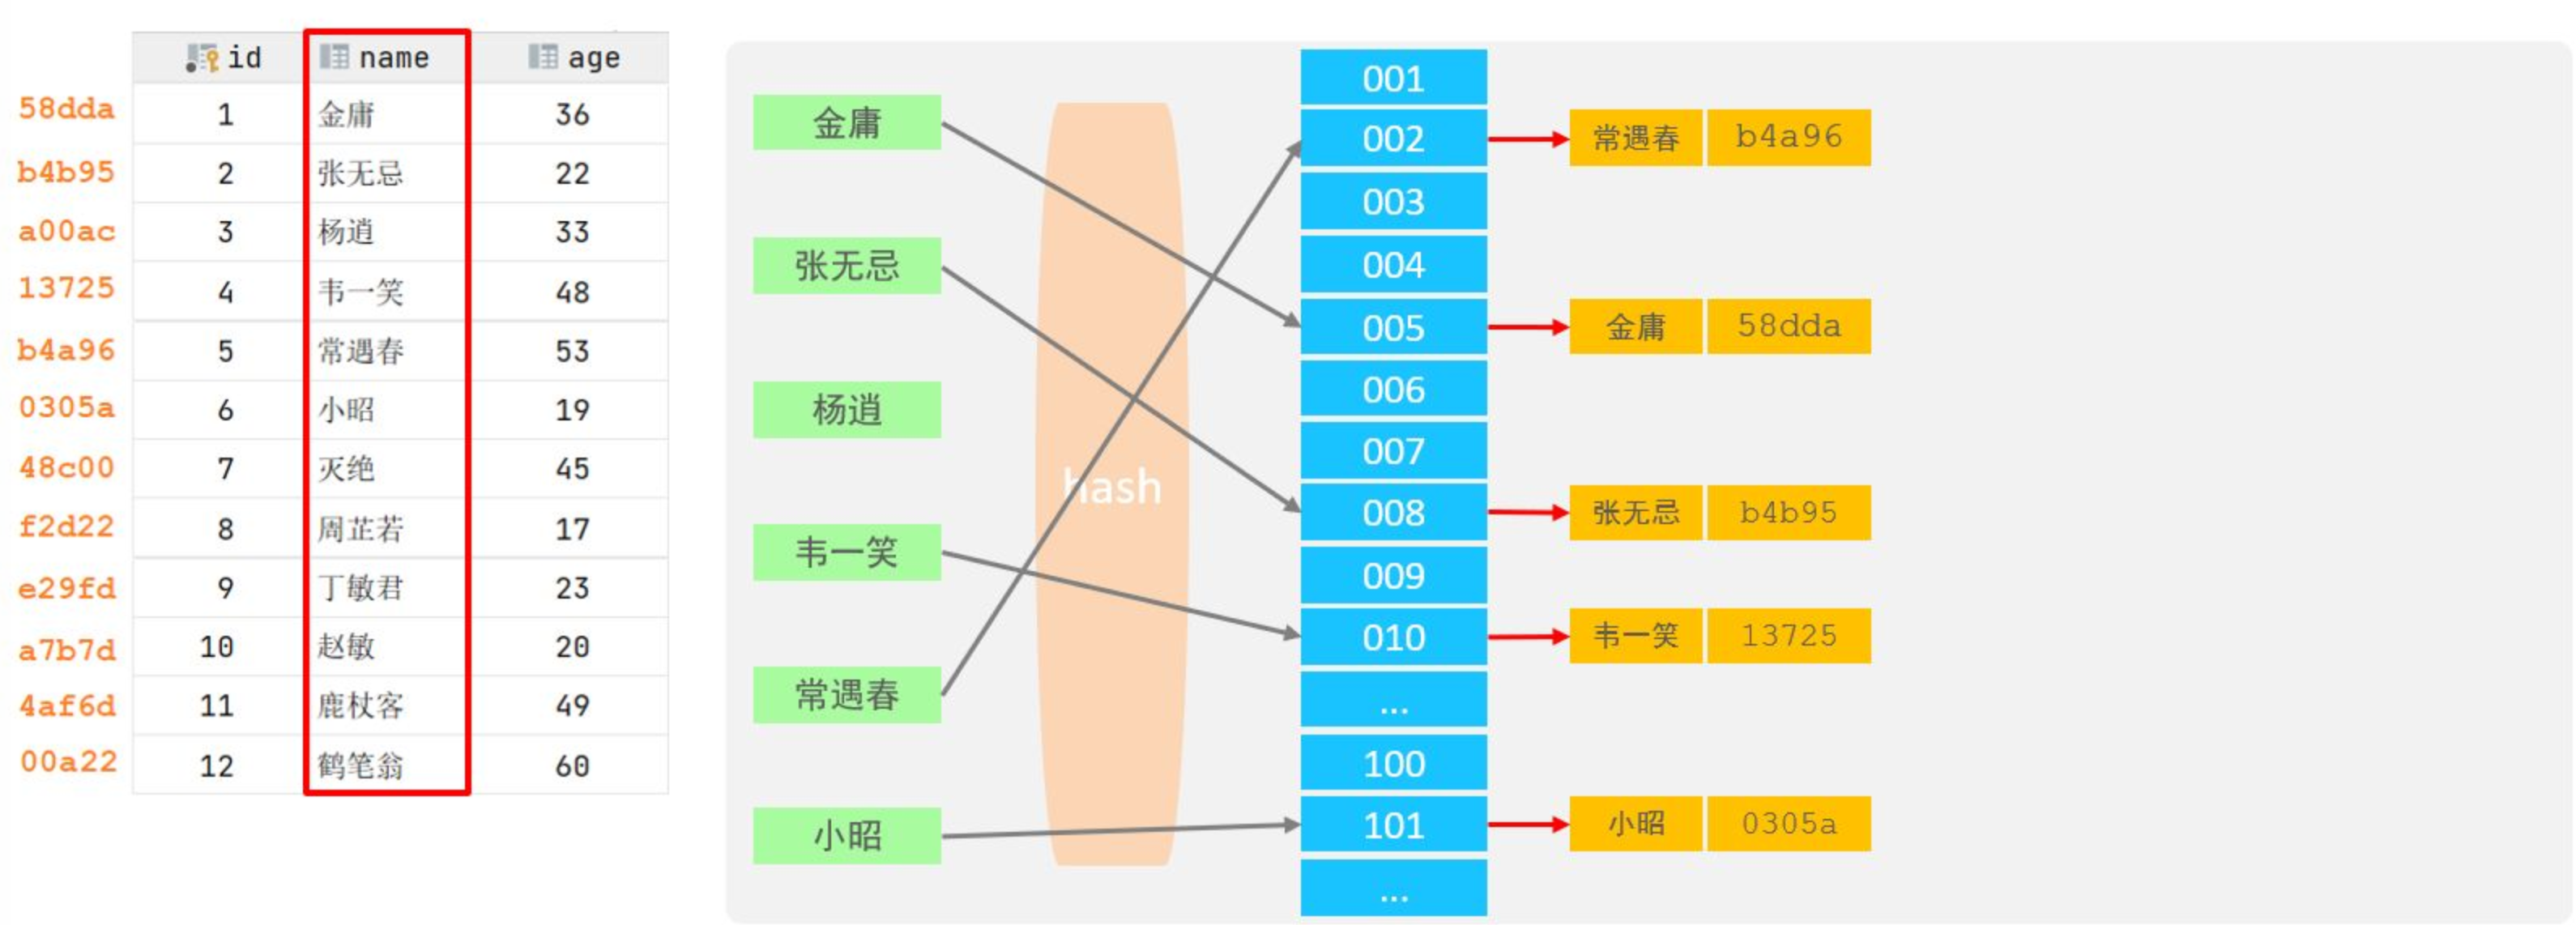 id name age
58dda 1 金庸 36
b4b95 2 张无忌 22
a00ac 3 杨逍 33
13725 4 韦一笑 48
b4a96 5 常遇春 53
0305a 6 小昭 19
48c00 7 灭绝 45
f2d22 8 周芷若 17
e29fd 9 丁敏君 23
a7b7d 10 赵敏 20
4af6d 11 鹿杖客 49
00a22 12 鹤笔翁 60
金庸
张无忌
杨逍
韦一笑
常遇春
小昭
hash
001
002
003
004
005
006
007
008
009
010
...
100
101
...
常遇春 b4a96
金庸 58dda
张无忌 b4b95
韦一笑 13725
小昭 0305a